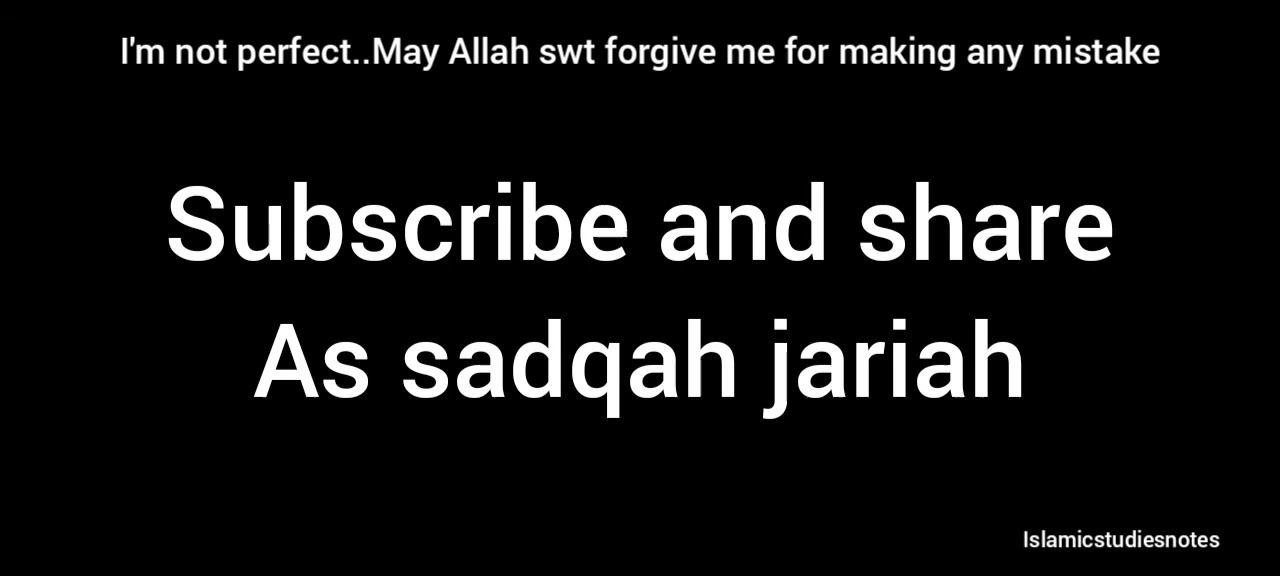 I'm not perfect..May Allah swt forgive me for making any mistake
Subscribe and share
As sadqah jariah
Islamicstudiesnotes